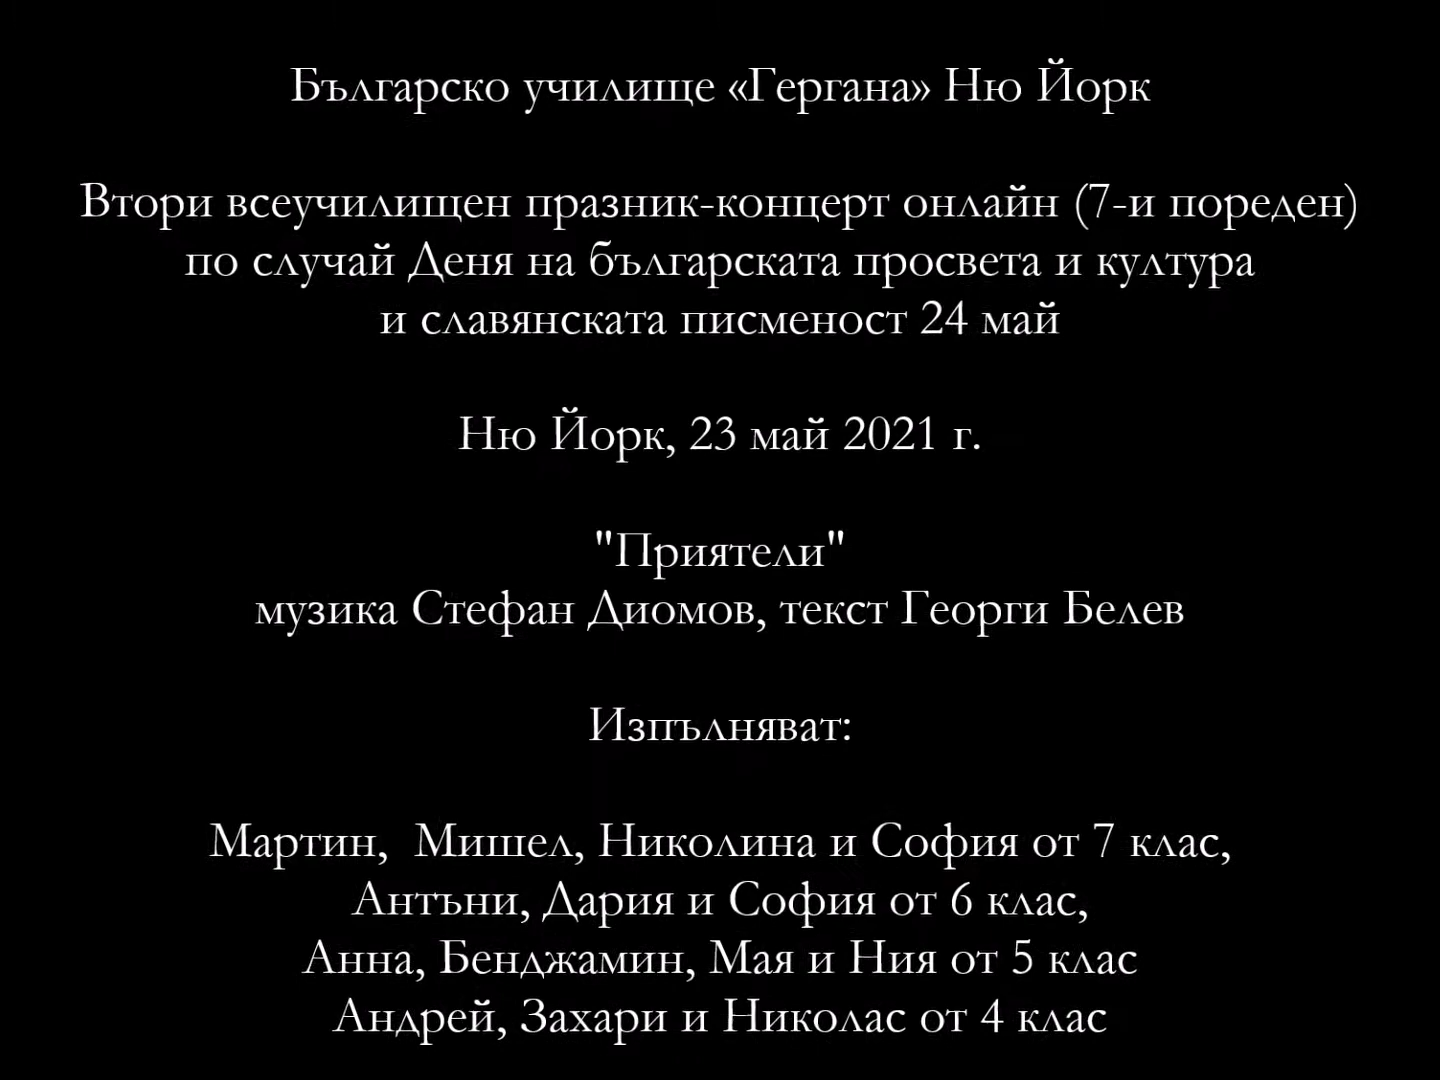 Българско училище «Гергана» Ню Йорк
Втори всеучилищен празник-концерт онлайн (7-и пореден)
по случай Деня на българската просвета и култура
и славянската писменост 24 май
Ню Йорк, 23 май 2021 г.
"Приятели"
музика Стефан Диомов, текст Георги Белев
Изпълняват:
Мартин, Мишел, Николина и София от 7 клас,
Антъни, Дария и София от 6 клас,
Анна, Бенджамин, Мая и Ния от 5 клас
Андрей, Захари и Николас от 4 клас